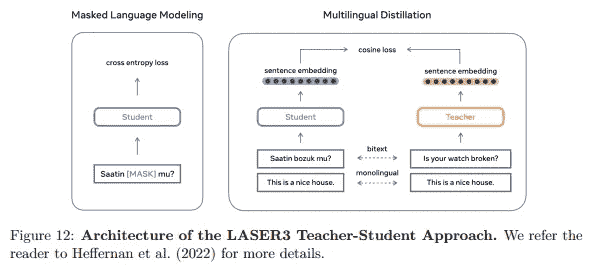 Masked Language Modeling
cross entropy loss
Student
Saatin [MASK] mu?
Multilingual Distillation
cosine loss
sentence embedding
sentence embedding
Student
Teacher
Saatin bozuk mu?
bitext
Is your watch broken?
monolingual
This is a nice house.
This is a nice house.
Figure 12: Architecture of the LASER3 Teacher-Student Approach. We refer the
reader to Heffernan et al. (2022) for more details.